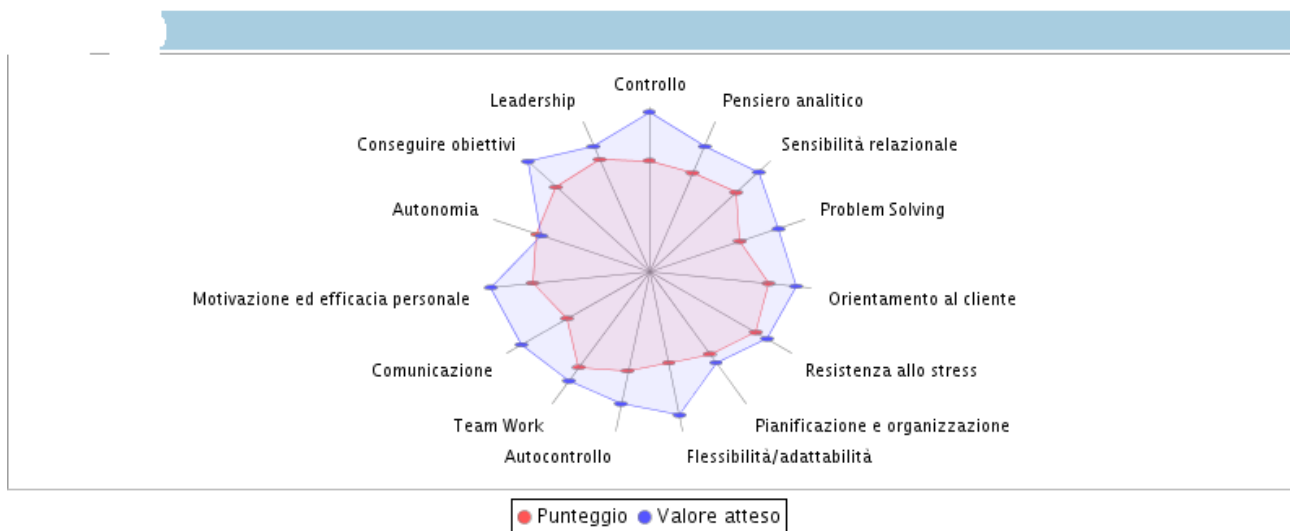 Controllo
Leadership
Pensiero analitico
Conseguire obiettivi
Sensibilità relazionale
Autonomia
Problem Solving
Motivazione ed efficacia personale
Orientamento al cliente
Comunicazione
Resistenza allo stress
Team Work
Pianificazione e organizzazione
Autocontrollo
Flessibilità/adattabilità
Punteggio Valore atteso